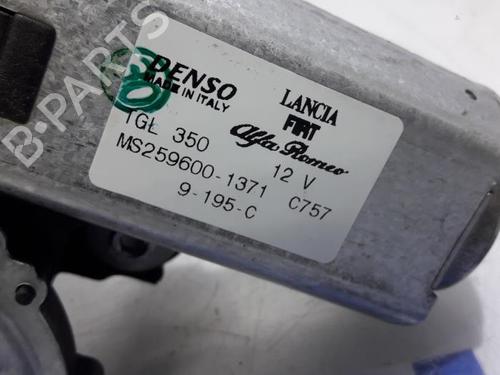 DENSO
MADE IN ITALY
LANCIA
FIAT
Alfa Romeo
TGL 350
12 V
MS259600-1371
C757
9-195-C
B-PARTS